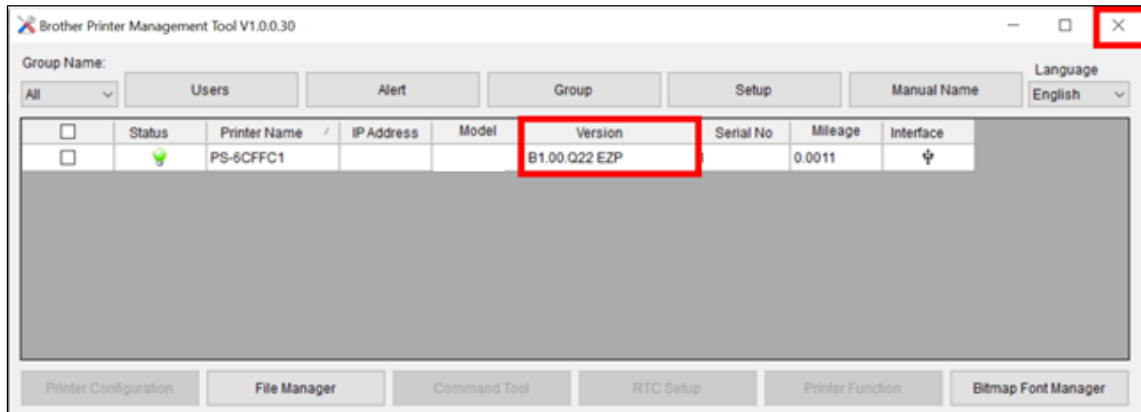 Brother Printer Management Tool V1.0.0.30
Group Name:
Language
All Users Alert Group Setup Manual Name English
Status Printer Name IP Address Model Version Serial No Mileage Interface
PS-6CFFC1 B1.00.Q22 EZP 0.0011
Printer Configuration File Manager Command Tool RTC Setup Printer Function Bitmap Font Manager